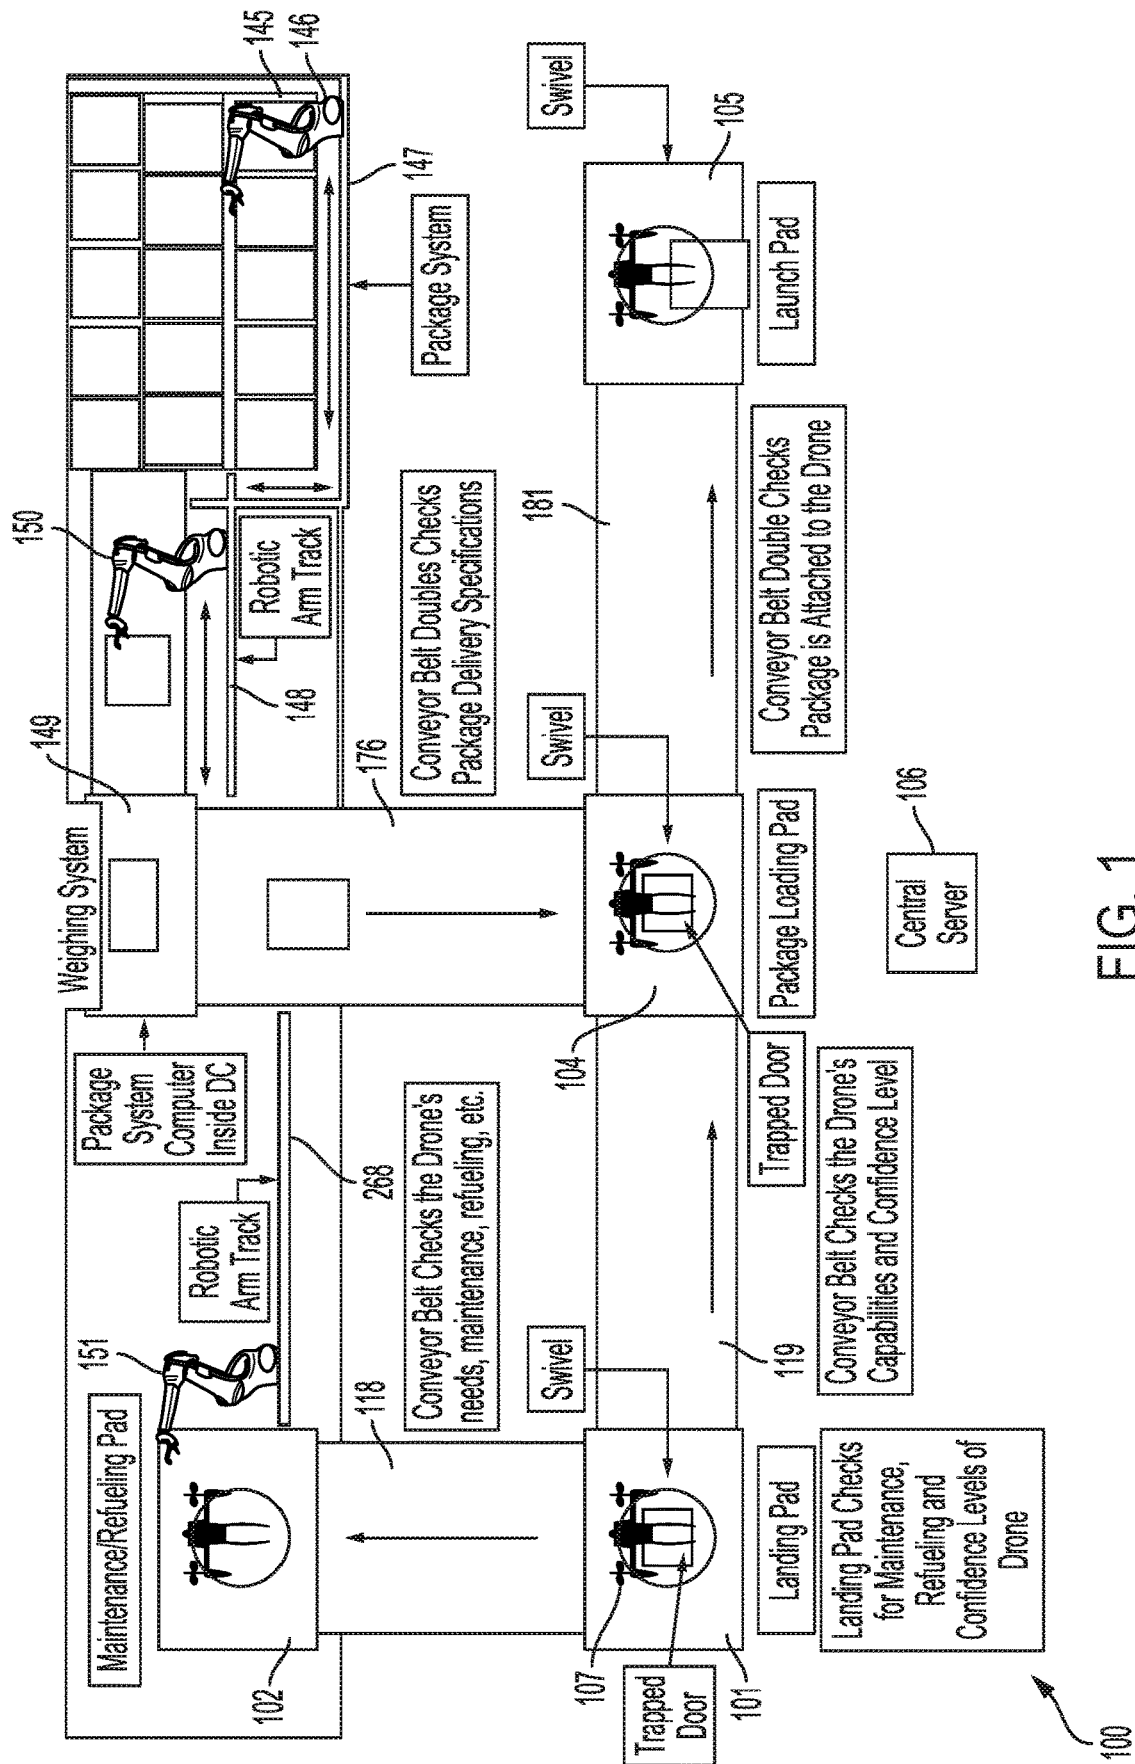 Maintenance/Refueling Pad
151
Robotic
Arm Track
268
Package
System
Computer
Inside DC
Weighing System
149
150
148
Robotic
Arm Track
145
146
147
Package System
102
118
Conveyor Belt Checks the Drone's
needs, maintenance, refueling, etc.
176
Conveyor Belt Doubles Checks
Package Delivery Specifications
107
Trapped
Door
101
Swivel
Landing Pad
Landing Pad Checks
for Maintenance,
Refueling and
Confidence Levels of
Drone
119
Conveyor Belt Checks the Drone's
Capabilities and Confidence Level
104
Trapped Door
Swivel
Package Loading Pad
181
Conveyor Belt Double Checks
Package is Attached to the Drone
Swivel
105
Launch Pad
106
Central
Server
100
FIG. 1